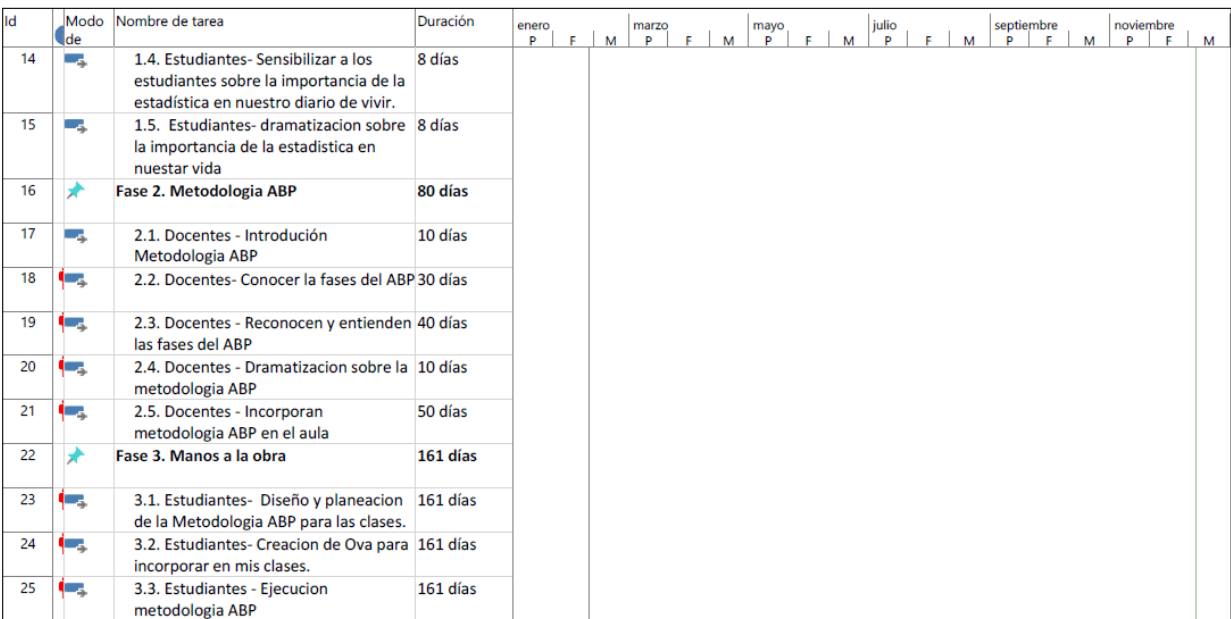 Id Modo de Nombre de tarea Duración enero marzo mayo julio septiembre noviembre
P F M P F M P F M P F M P F M P F M
14 1.4. Estudiantes- Sensibilizar a los 8 días
estudiantes sobre la importancia de la
estadística en nuestro diario de vivir.
15 1.5. Estudiantes- dramatizacion sobre 8 días
la importancia de la estadistica en
nuestar vida
16 Fase 2. Metodologia ABP 80 días
17 2.1. Docentes - Introdución 10 días
Metodologia ABP
18 2.2. Docentes- Conocer la fases del ABP 30 días
19 2.3. Docentes - Reconocen y entienden 40 días
las fases del ABP
20 2.4. Docentes - Dramatizacion sobre la 10 días
metodologia ABP
21 2.5. Docentes - Incorporan 50 días
metodologia ABP en el aula
22 Fase 3. Manos a la obra 161 días
23 3.1. Estudiantes- Diseño y planeacion 161 días
de la Metodologia ABP para las clases.
24 3.2. Estudiantes- Creacion de Ova para 161 días
incorporar en mis clases.
25 3.3. Estudiantes - Ejecucion 161 días
metodologia ABP